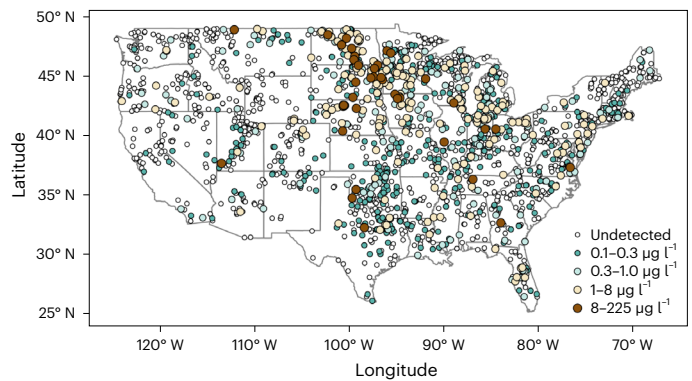 50° N
45° N
40° N
35° N
30° N
25° N
Latitude
Undetected
0.1–0.3 µg l⁻¹
0.3–1.0 µg l⁻¹
1–8 µg l⁻¹
8–225 µg l⁻¹
120° W 110° W 100° W 90° W 80° W 70° W
Longitude